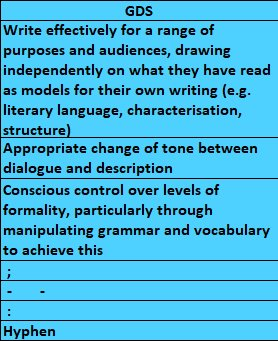 GDS
Write effectively for a range of
purposes and audiences, drawing
independently on what they have read
as models for their own writing (e.g.
literary language, characterisation,
structure)
Appropriate change of tone between
dialogue and description
Conscious control over levels of
formality, particularly through
manipulating grammar and vocabulary
to achieve this
;
-     -
:
Hyphen